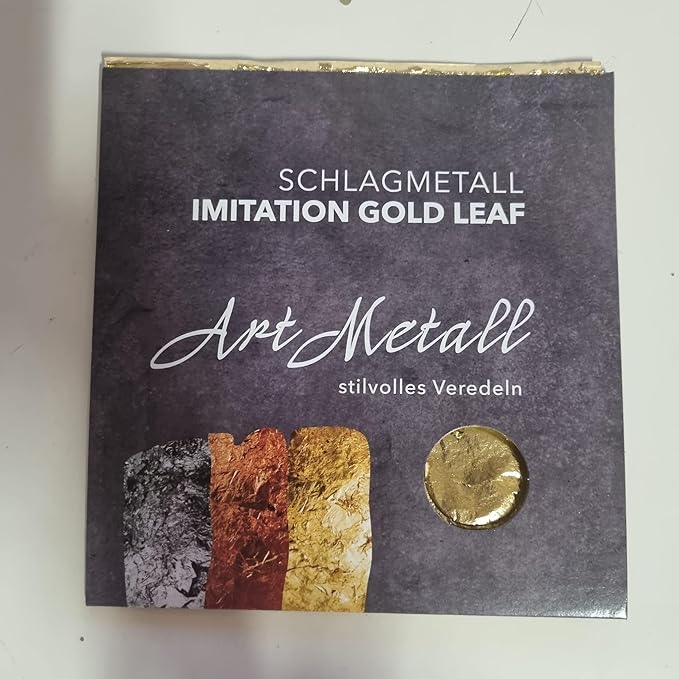 SCHLAGMETALL
IMITATION GOLD LEAF
Art Metall
stilvolles Veredeln